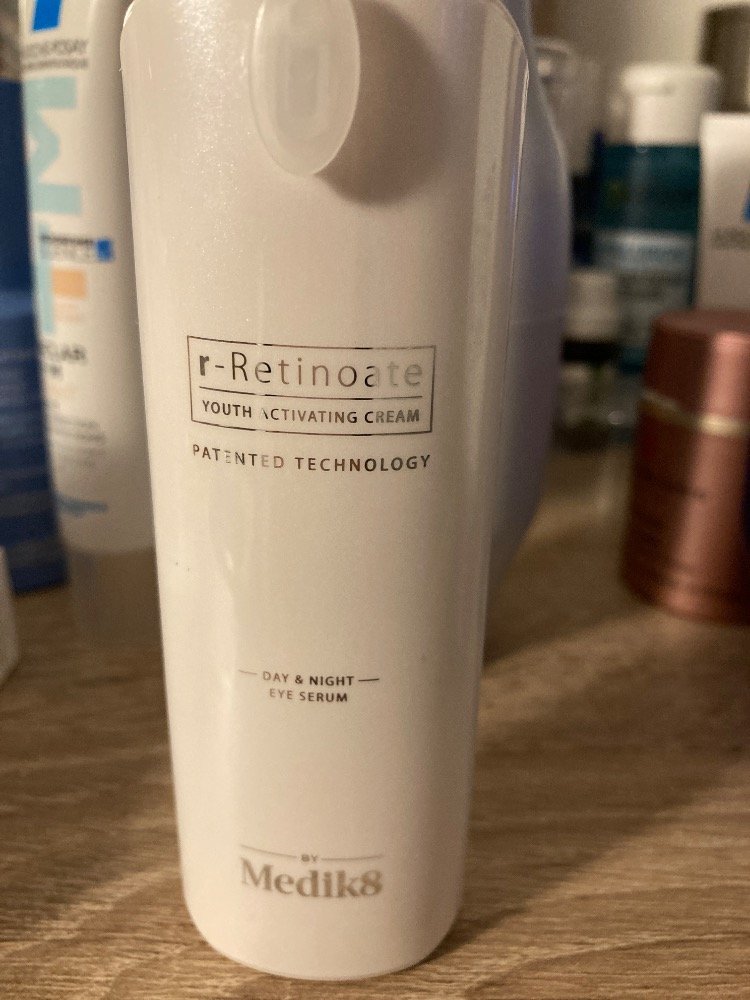 r-Retinoate
YOUTH ACTIVATING CREAM
PATENTED TECHNOLOGY
DAY & NIGHT
EYE SERUM
BY
Medik8